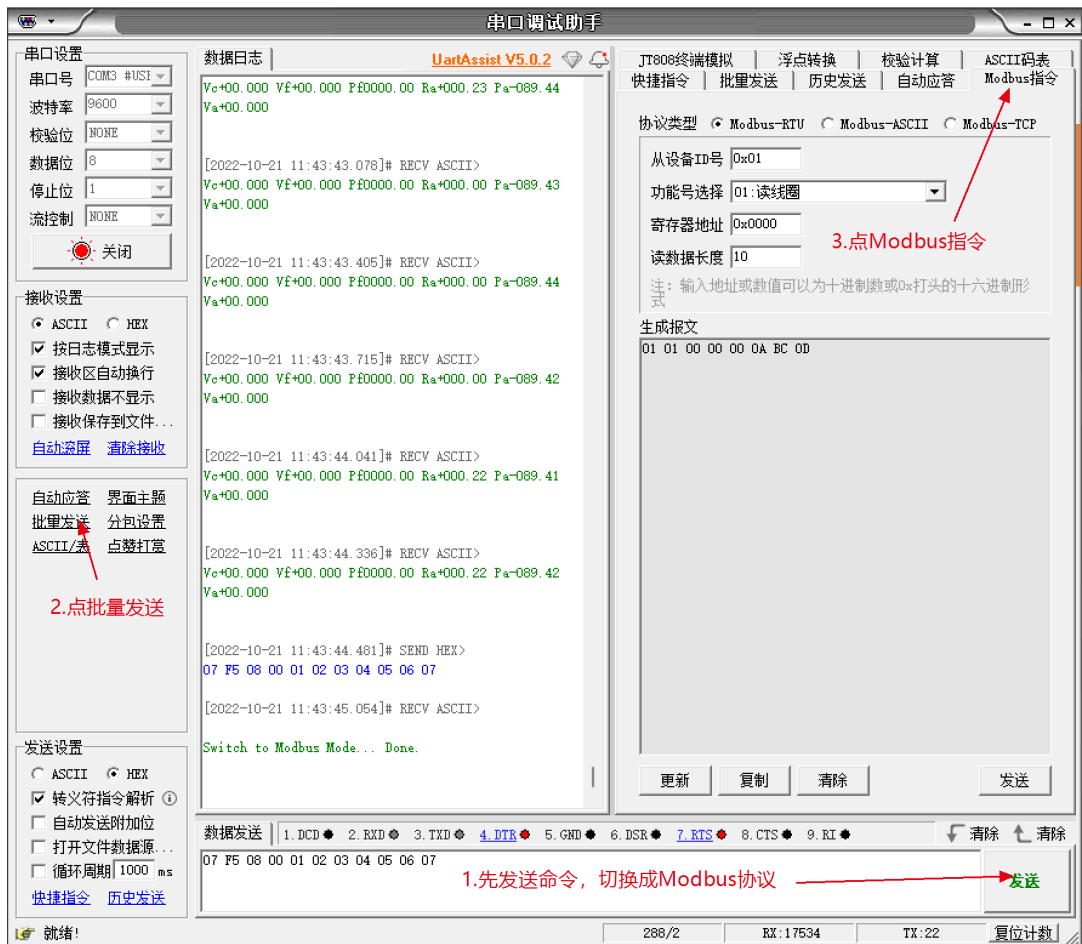 串口调试助手
串口设置
串口号 COM3 #USI
波特率 9600
校验位 NONE
数据位 8
停止位 1
流控制 NONE
关闭
接收设置
ASCII HEX
按日志模式显示
接收区自动换行
接收数据不显示
接收保存到文件...
自动滚屏 清除接收
自动应答 界面主题
批量发送 分包设置
ASCII/表 点赞打赏
2.点批量发送
发送设置
ASCII HEX
转义符指令解析
自动发送附加位
打开文件数据源...
循环周期 1000 ms
快捷指令 历史发送
数据日志 UartAssist V5.0.2
Vc+00.000 Vf+00.000 Pf0000.00 Ra+000.23 Pa-089.44
Va+00.000
[2022-10-21 11:43:43.078]# RECV ASCII>
Vc+00.000 Vf+00.000 Pf0000.00 Ra+000.00 Pa-089.43
Va+00.000
[2022-10-21 11:43:43.405]# RECV ASCII>
Vc+00.000 Vf+00.000 Pf0000.00 Ra+000.00 Pa-089.44
Va+00.000
[2022-10-21 11:43:43.715]# RECV ASCII>
Vc+00.000 Vf+00.000 Pf0000.00 Ra+000.00 Pa-089.42
Va+00.000
[2022-10-21 11:43:44.041]# RECV ASCII>
Vc+00.000 Vf+00.000 Pf0000.00 Ra+000.22 Pa-089.41
Va+00.000
[2022-10-21 11:43:44.336]# RECV ASCII>
Vc+00.000 Vf+00.000 Pf0000.00 Ra+000.22 Pa-089.42
Va+00.000
[2022-10-21 11:43:44.481]# SEND HEX>
07 F5 08 00 01 02 03 04 05 06 07
[2022-10-21 11:43:45.054]# RECV ASCII>
Switch to Modbus Mode... Done.
JT808终端模拟 浮点转换 校验计算 ASCII码表
快捷指令 批量发送 历史发送 自动应答 Modbus指令
协议类型 Modbus-RTU Modbus-ASCII Modbus-TCP
从设备ID号 0x01
功能号选择 01:读线圈
寄存器地址 0x0000
3.点Modbus指令
读数据长度 10
注：输入地址或数值可以为十进制数或0x打头的十六进制形
式
生成报文
01 01 00 00 00 0A BC 0D
更新 复制 清除 发送
数据发送 1.DCD 2.RXD 3.TXD 4.DTR 5.GND 6.DSR 7.RTS 8.CTS 9.RI 清除 清除
07 F5 08 00 01 02 03 04 05 06 07
1.先发送命令，切换成Modbus协议
发送
就绪! 288/2 RX:17534 TX:22 复位计数